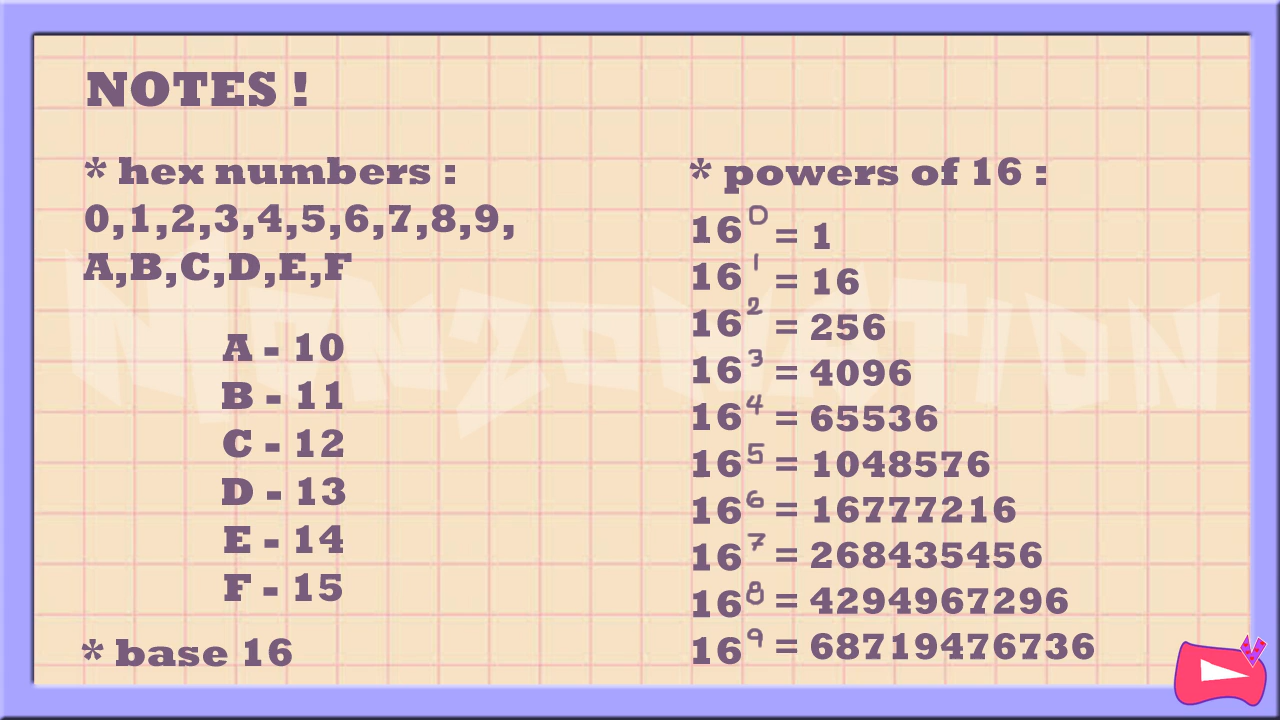 NOTES !
* hex numbers :
0,1,2,3,4,5,6,7,8,9,
A,B,C,D,E,F
A - 10
B - 11
C - 12
D - 13
E - 14
F - 15
* base 16
* powers of 16 :
16⁰ = 1
16¹ = 16
16² = 256
16³ = 4096
16⁴ = 65536
16⁵ = 1048576
16⁶ = 16777216
16⁷ = 268435456
16⁸ = 4294967296
16⁹ = 68719476736